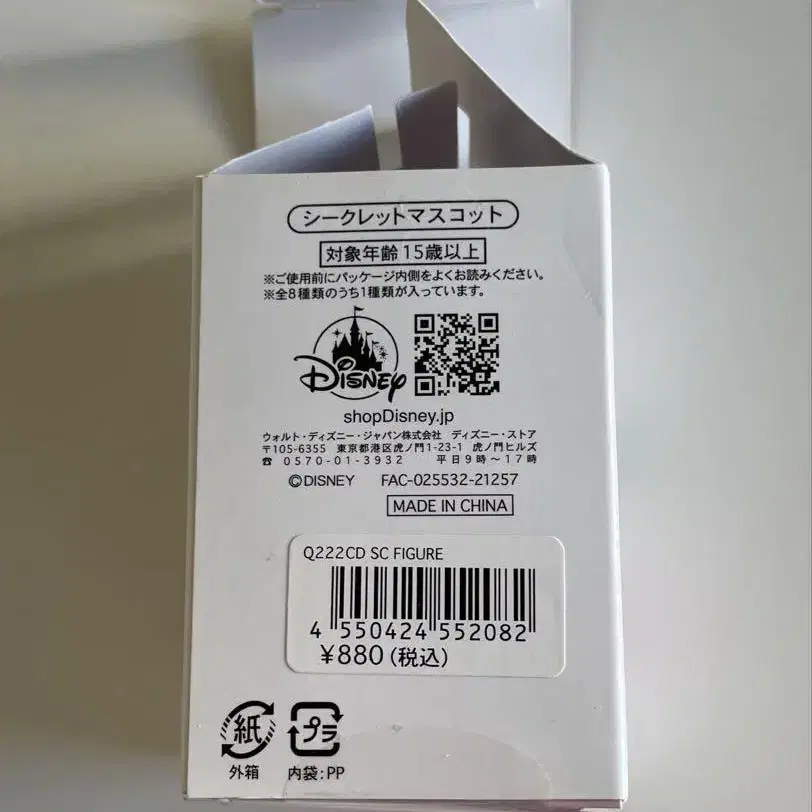 シークレットマスコット
対象年齢15歳以上
※ご使用前にパッケージ内側をよくお読みください。
※全8種類のうち1種類が入っています。
Disney
shopDisney.jp
ウォルト・ディズニー・ジャパン株式会社 ディズニー・ストア
〒105-6355 東京都港区虎ノ門1-23-1 虎ノ門ヒルズ
☎ 0570-01-3932 平日9時〜17時
©DISNEY FAC-025532-21257
MADE IN CHINA
Q222CD SC FIGURE
4 550424 552082
¥880(税込)
紙 プラ
外箱 内袋:PP